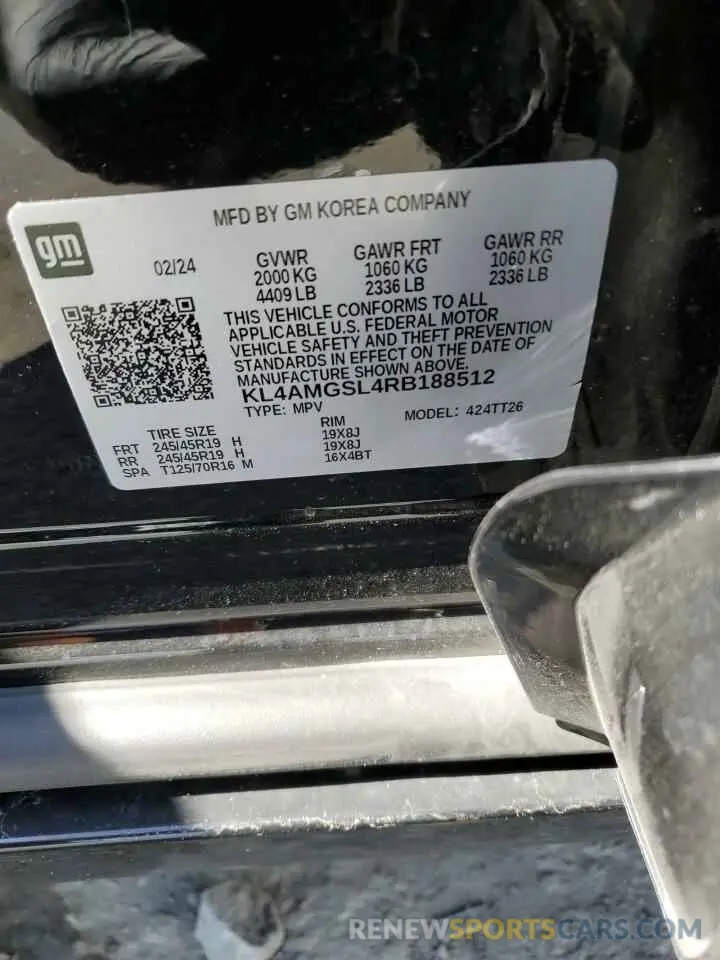 MFD BY GM KOREA COMPANY
gm
02/24
GVWR GAWR FRT GAWR RR
2000 KG 1060 KG 1060 KG
4409 LB 2336 LB 2336 LB
THIS VEHICLE CONFORMS TO ALL
APPLICABLE U.S. FEDERAL MOTOR
VEHICLE SAFETY AND THEFT PREVENTION
STANDARDS IN EFFECT ON THE DATE OF
MANUFACTURE SHOWN ABOVE.
KL4AMGSL4RB188512
TYPE: MPV MODEL: 424TT26
TIRE SIZE RIM
FRT 245/45R19 H 19X8J
RR 245/45R19 H 19X8J
SPA T125/70R16 M 16X4BT
RENEWSPORTSCARS.COM